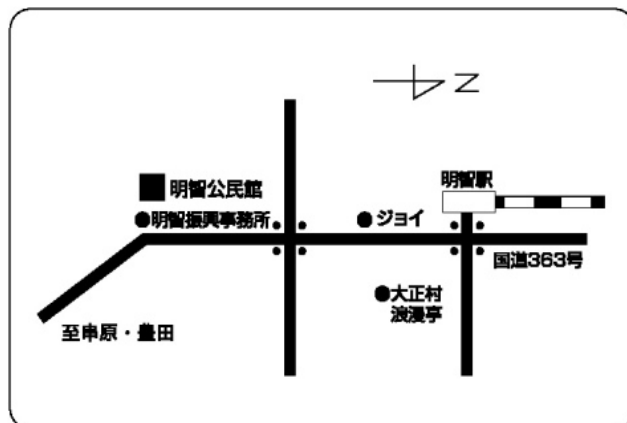 N
明智駅
明智公民館
明智振興事務所
ジョイ
国道363号
大正村
浪漫亭
至串原・豊田